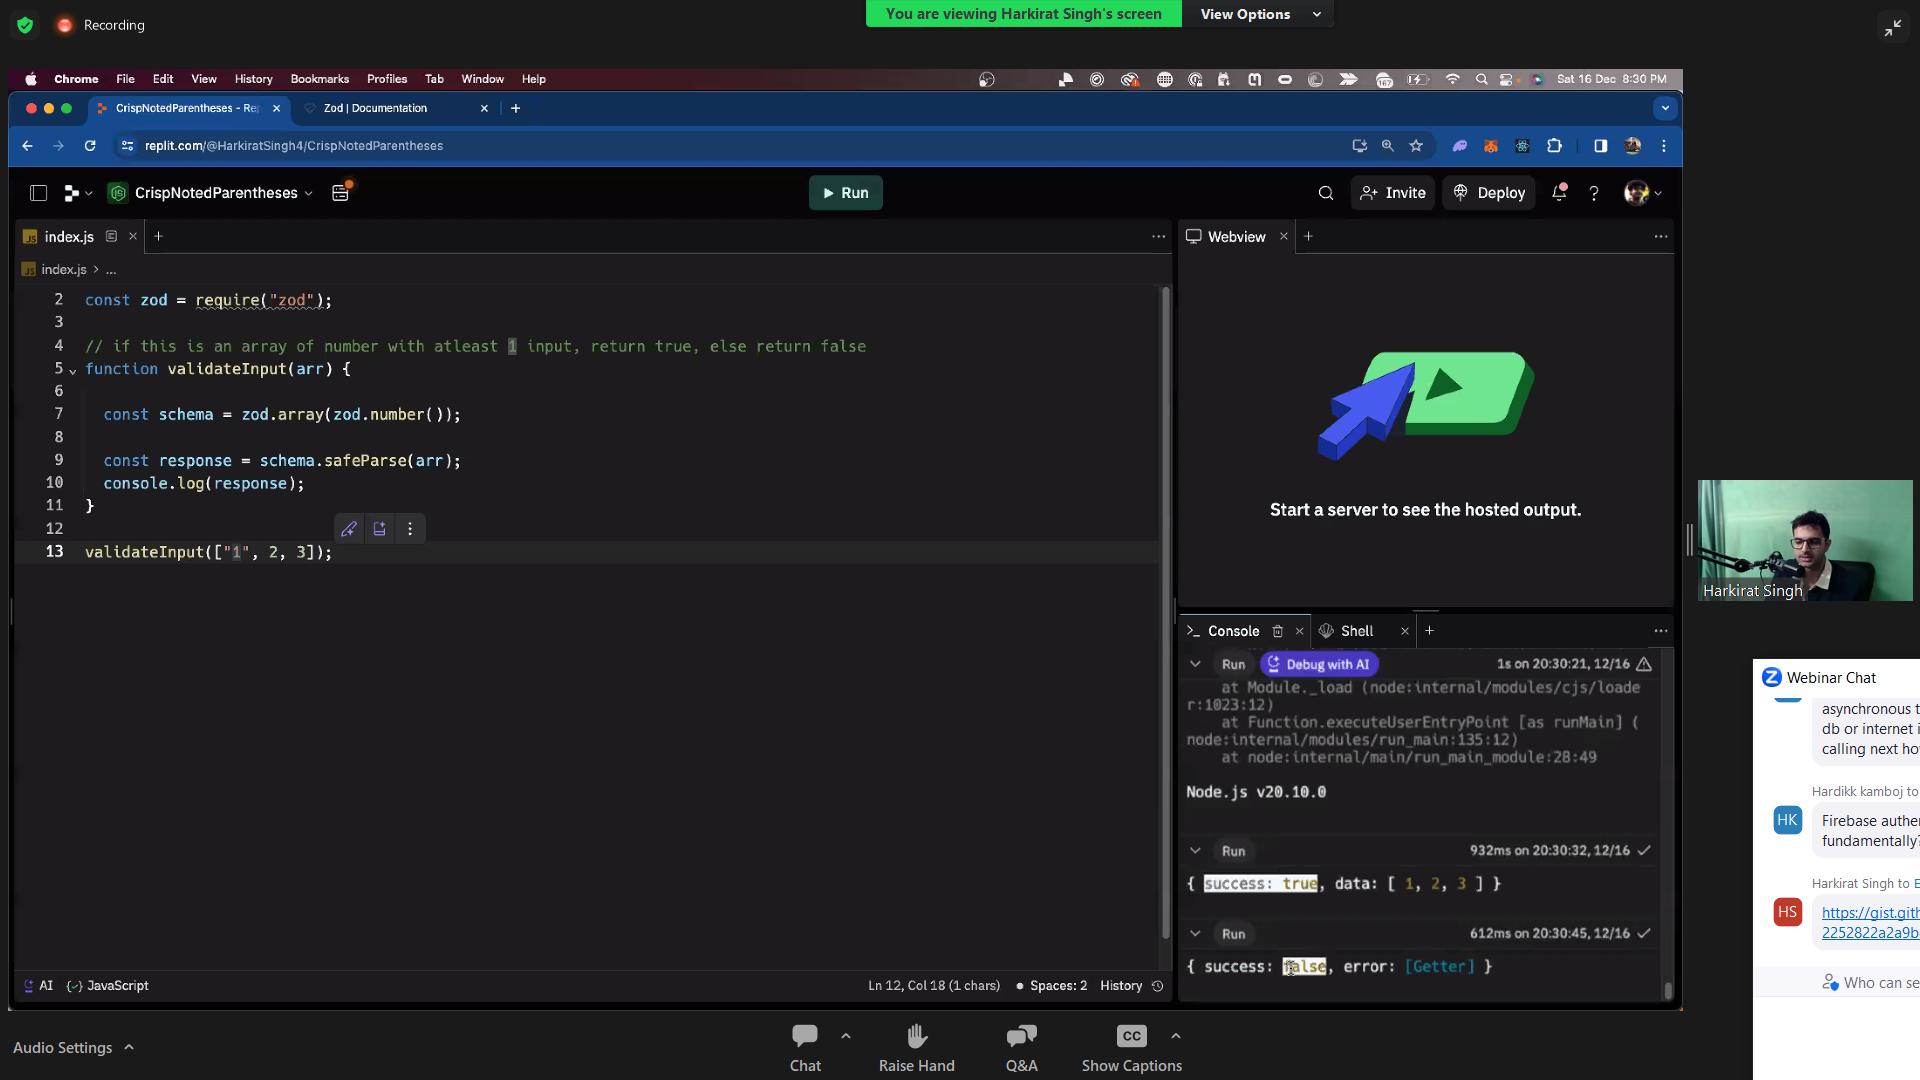 Recording
You are viewing Harkirat Singh's screen
View Options
Chrome File Edit View History Bookmarks Profiles Tab Window Help
Sat 16 Dec 8:30 PM
CrispNotedParentheses - Re
Zod | Documentation
replit.com/@HarkiratSingh4/CrispNotedParentheses
CrispNotedParentheses
Run
Invite
Deploy
index.js
index.js > ...
2 const zod = require("zod");
3
4 // if this is an array of number with atleast 1 input, return true, else return false
5 function validateInput(arr) {
6
7 const schema = zod.array(zod.number());
8
9 const response = schema.safeParse(arr);
10 console.log(response);
11 }
12
13 validateInput(["1", 2, 3]);
AI
JavaScript
Ln 12, Col 18 (1 chars)
Spaces: 2
History
Webview
Start a server to see the hosted output.
Console
Shell
Run
Debug with AI
1s on 20:30:21, 12/16
at Module._load (node:internal/modules/cjs/loade
r:1023:12)
at Function.executeUserEntryPoint [as runMain] (
node:internal/modules/run_main:135:12)
at node:internal/main/run_main_module:28:49
Node.js v20.10.0
Run
932ms on 20:30:32, 12/16
{ success: true, data: [ 1, 2, 3 ] }
Run
612ms on 20:30:45, 12/16
{ success: false, error: [Getter] }
Harkirat Singh
Webinar Chat
asynchronous t
db or internet i
calling next ho
Hardikk kamboj to
HK
Firebase authe
fundamentally?
Harkirat Singh to E
HS
https://gist.gith
2252822a2a9b
Who can se
Audio Settings
Chat
Raise Hand
Q&A
CC
Show Captions